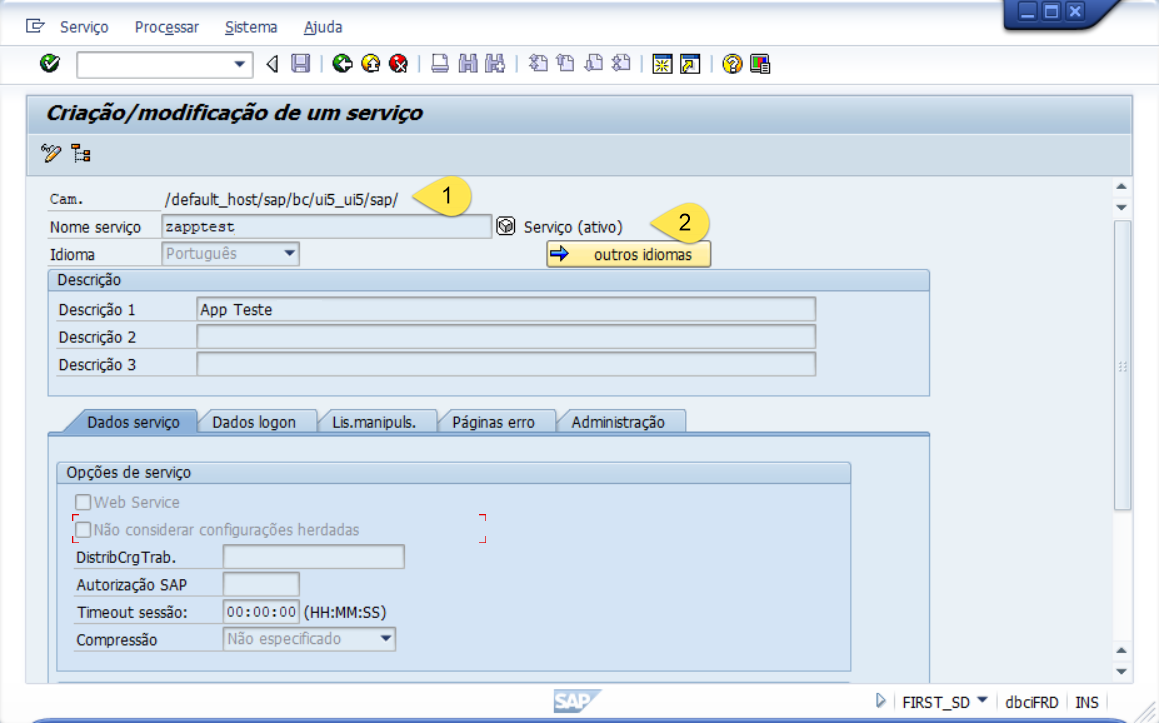 Serviço Processar Sistema Ajuda
Criação/modificação de um serviço
Cam. /default_host/sap/bc/ui5_ui5/sap/ 1
Nome serviço zapptest Serviço (ativo) 2
Idioma Português outros idiomas
Descrição
Descrição 1 App Teste
Descrição 2
Descrição 3
Dados serviço Dados logon Lis.manipuls. Páginas erro Administração
Opções de serviço
Web Service
Não considerar configurações herdadas
DistribCrgTrab.
Autorização SAP
Timeout sessão: 00:00:00 (HH:MM:SS)
Compressão Não especificado
SAP FIRST_SD dbciFRD INS